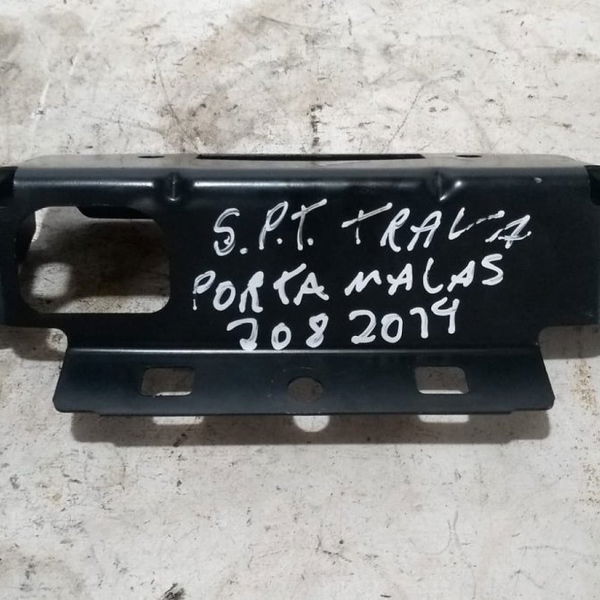 S.P.T. TRAVA
PORTA MALAS
208 2014